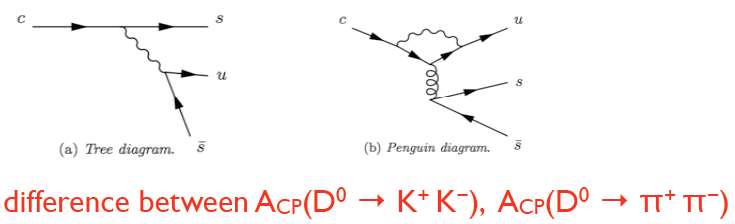 c s c u
u s
s̄ s̄
(a) Tree diagram. (b) Penguin diagram.
difference between ACP(D⁰ → K⁺ K⁻), ACP(D⁰ → π⁺ π⁻)